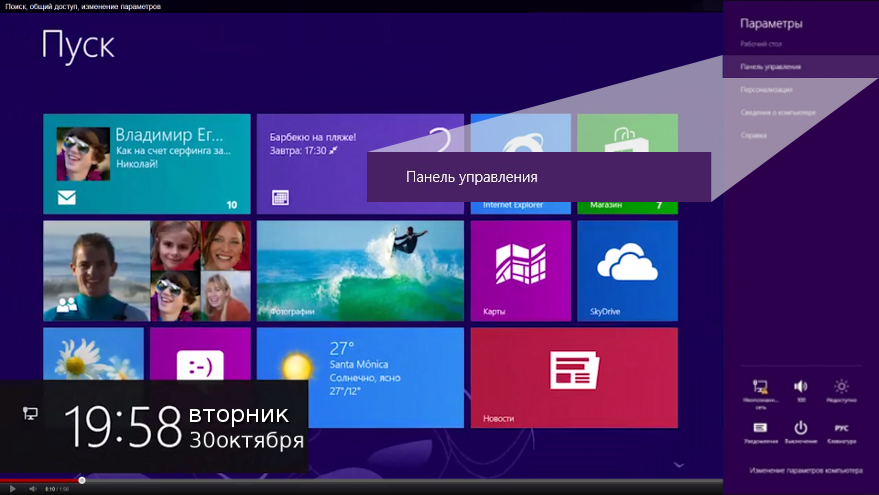 Поиск, общий доступ, изменение параметров
Пуск
Владимир Ег...
Как на счет серфинга за...
Николай!
10
Барбекю на пляже!
Завтра: 17:30
2
Internet Explorer
Магазин
7
Панель управления
Фотографии
Карты
SkyDrive
:-)
27°
Santa Mônica
Солнечно, ясно
27°/12°
Новости
19:58
вторник
30октября
0:10 / 1:58
Параметры
Рабочий стол
Панель управления
Персонализация
Сведения о компьютере
Справка
Неопознанн...
сеть
100
Недоступно
Уведомления
Выключение
РУС
Клавиатура
Изменение параметров компьютера